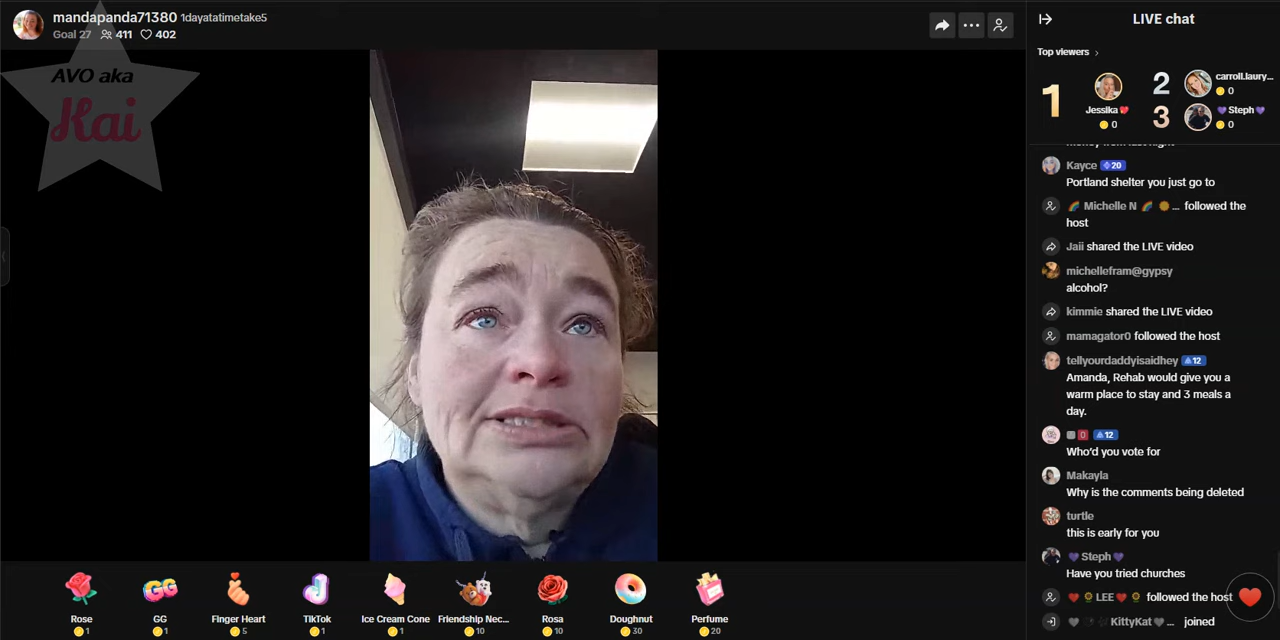 mandapanda71380 1dayatatimetake5
Goal 27 411 402
AVO aka
Kai
LIVE chat
Top viewers
1
Jessika
0
2
carroll.laury...
0
3
Steph
0
Kayce 20
Portland shelter you just go to
Michelle N ... followed the
host
Jaii shared the LIVE video
michellefram@gypsy
alcohol?
kimmie shared the LIVE video
mamagator0 followed the host
tellyourdaddyisaidhey 12
Amanda, Rehab would give you a
warm place to stay and 3 meals a
day.
12
Who'd you vote for
Makayla
Why is the comments being deleted
turtle
this is early for you
Steph
Have you tried churches
LEE followed the host
KittyKat ... joined
GG
Rose
1
GG
1
Finger Heart
5
TikTok
1
Ice Cream Cone
1
Friendship Nec...
10
Rosa
10
Doughnut
30
Perfume
20